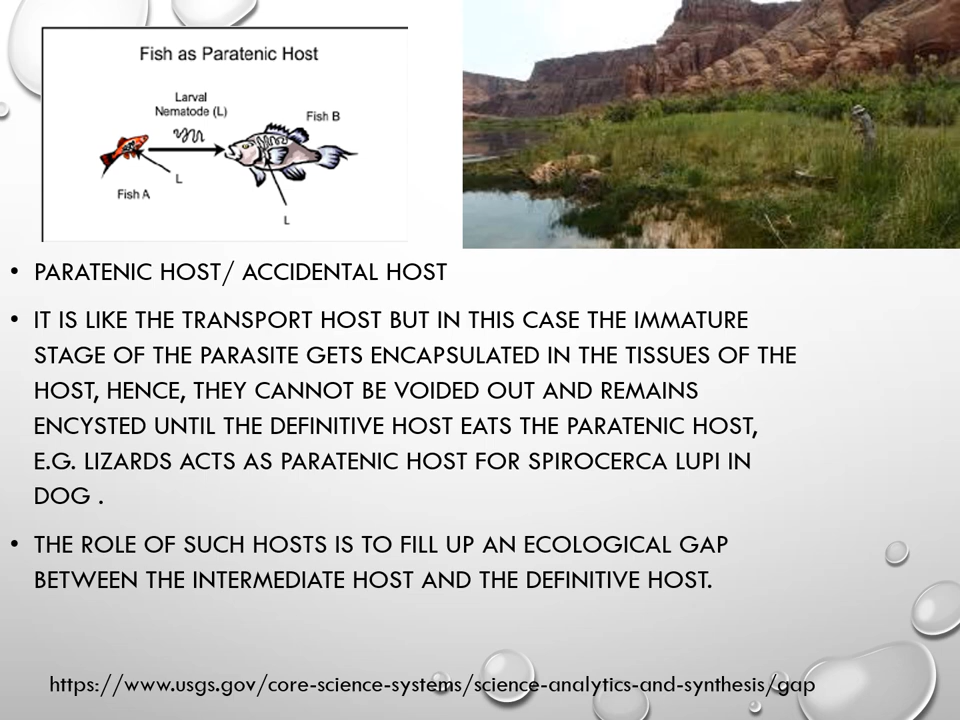 Fish as Paratenic Host
Larval
Nematode (L)
Fish B
L
Fish A
L
• PARATENIC HOST/ ACCIDENTAL HOST
• IT IS LIKE THE TRANSPORT HOST BUT IN THIS CASE THE IMMATURE
STAGE OF THE PARASITE GETS ENCAPSULATED IN THE TISSUES OF THE
HOST, HENCE, THEY CANNOT BE VOIDED OUT AND REMAINS
ENCYSTED UNTIL THE DEFINITIVE HOST EATS THE PARATENIC HOST,
E.G. LIZARDS ACTS AS PARATENIC HOST FOR SPIROCERCA LUPI IN
DOG .
• THE ROLE OF SUCH HOSTS IS TO FILL UP AN ECOLOGICAL GAP
BETWEEN THE INTERMEDIATE HOST AND THE DEFINITIVE HOST.
https://www.usgs.gov/core-science-systems/science-analytics-and-synthesis/gap